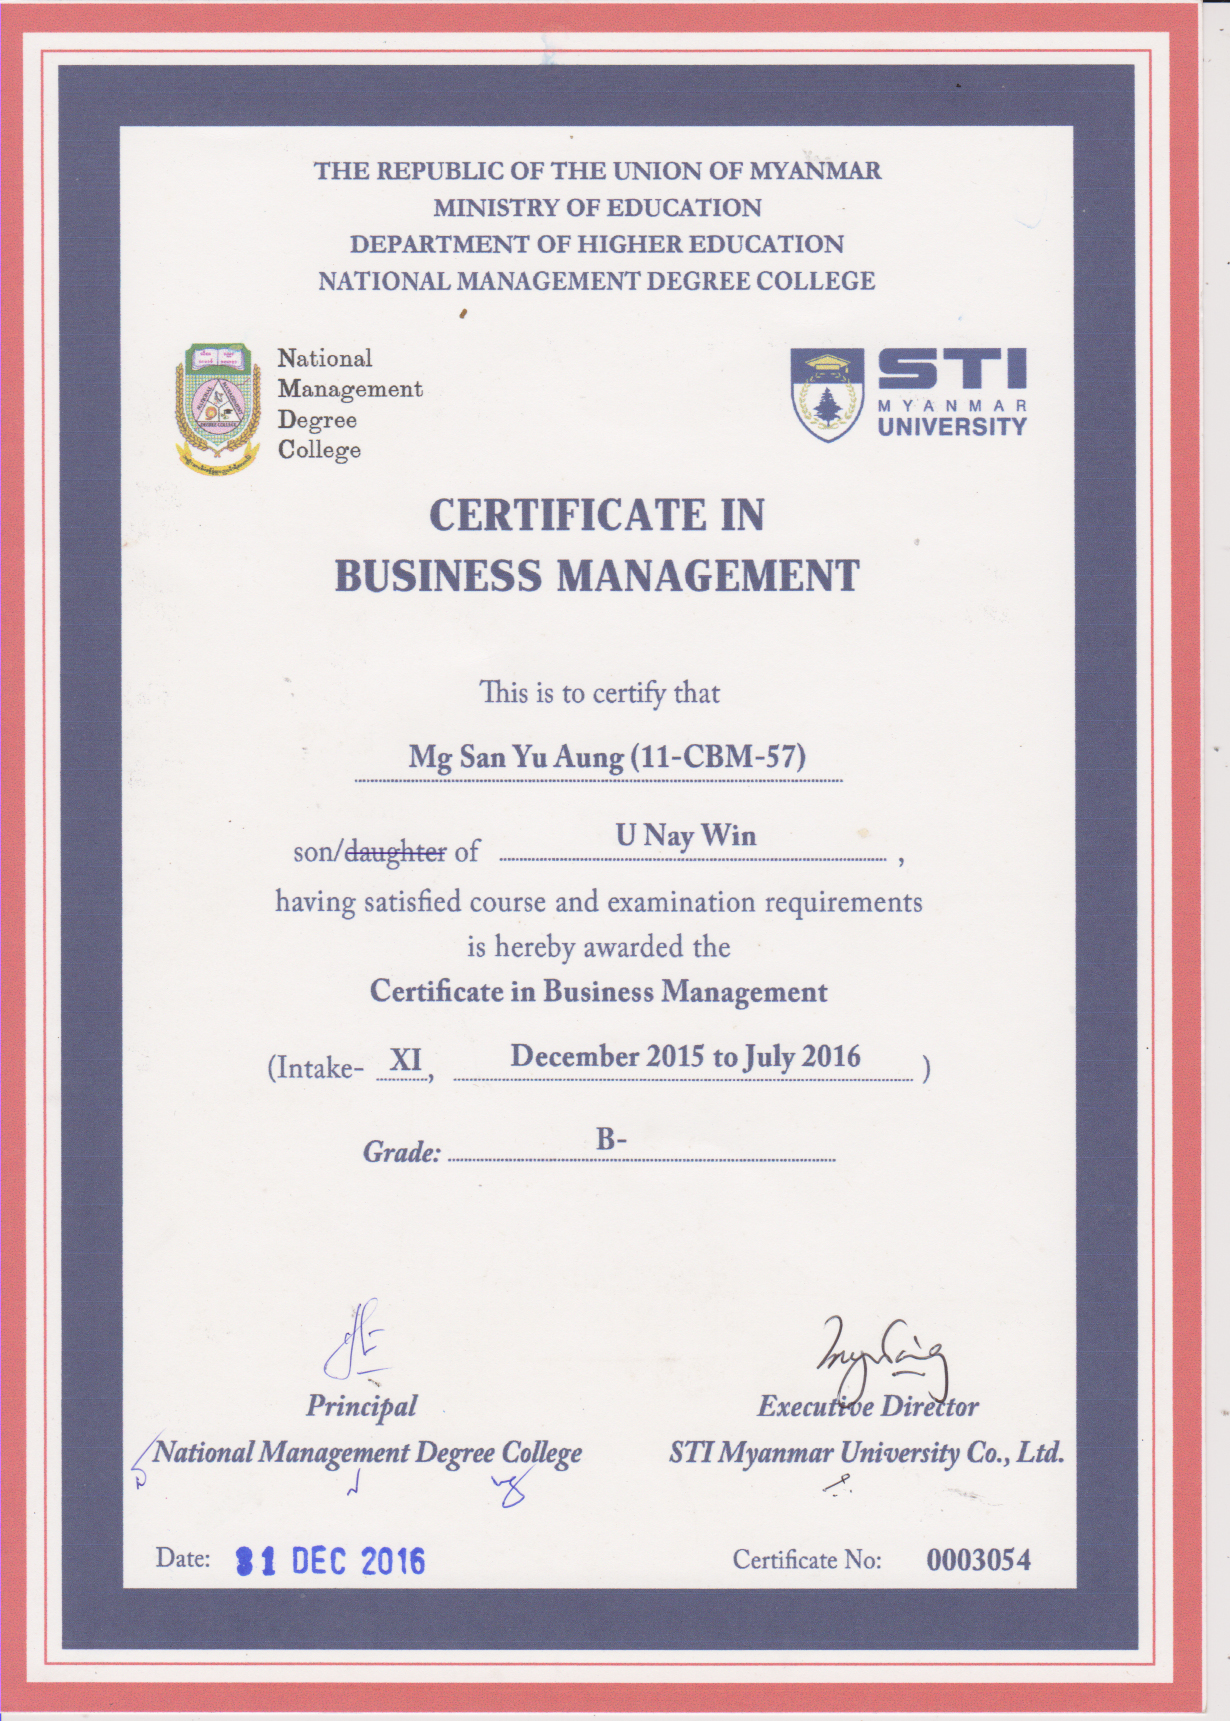 THE REPUBLIC OF THE UNION OF MYANMAR
MINISTRY OF EDUCATION
DEPARTMENT OF HIGHER EDUCATION
NATIONAL MANAGEMENT DEGREE COLLEGE
National
Management
Degree
College
STI
MYANMAR
UNIVERSITY
CERTIFICATE IN
BUSINESS MANAGEMENT
This is to certify that
Mg San Yu Aung (11-CBM-57)
son/daughter of U Nay Win ,
having satisfied course and examination requirements
is hereby awarded the
Certificate in Business Management
(Intake- XI, December 2015 to July 2016 )
Grade: B-
Principal
National Management Degree College
Executive Director
STI Myanmar University Co., Ltd.
Date: 31 DEC 2016
Certificate No: 0003054